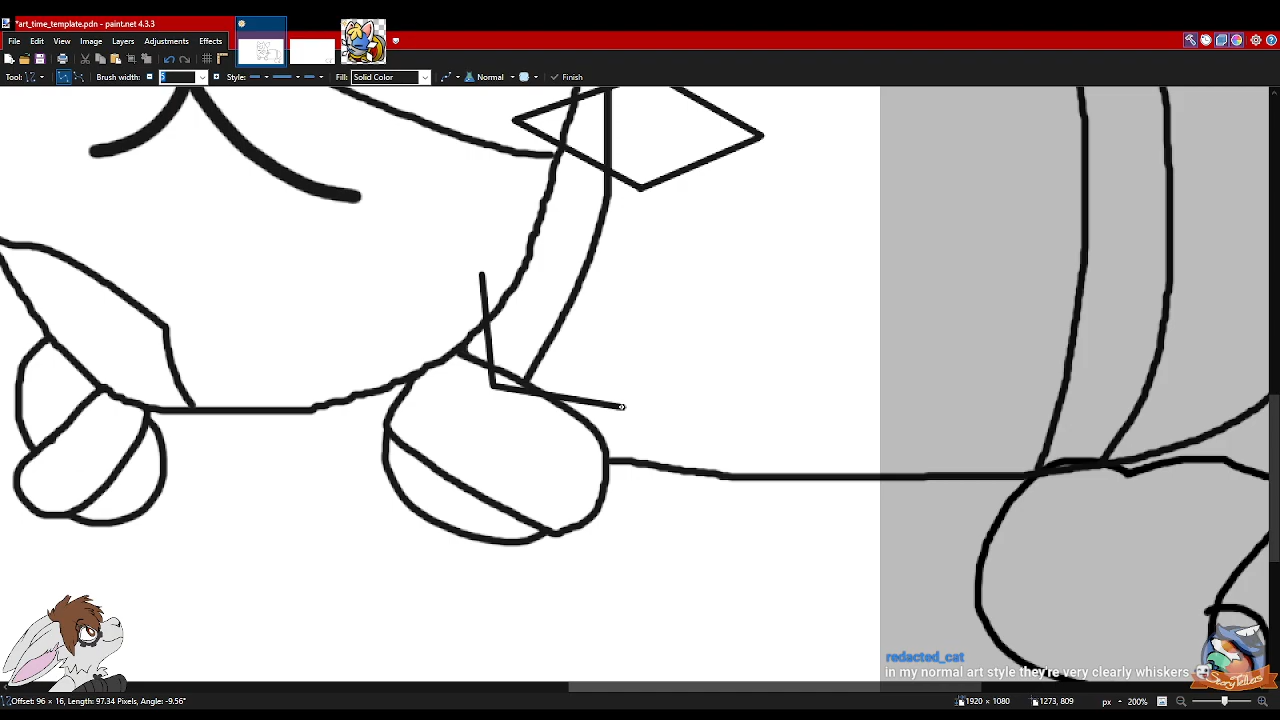 *art_time_template.pdn - paint.net 4.3.3
File Edit View Image Layers Adjustments Effects
Tool: Brush width: 5 Style: Fill: Solid Color Normal Finish
redacted_cat
in my normal art style they're very clearly whiskers
StoryTellers
Offset: 96 x 16, Length: 97.34 Pixels, Angle: -9.56° 1920 × 1080 1273, 809 px 200%